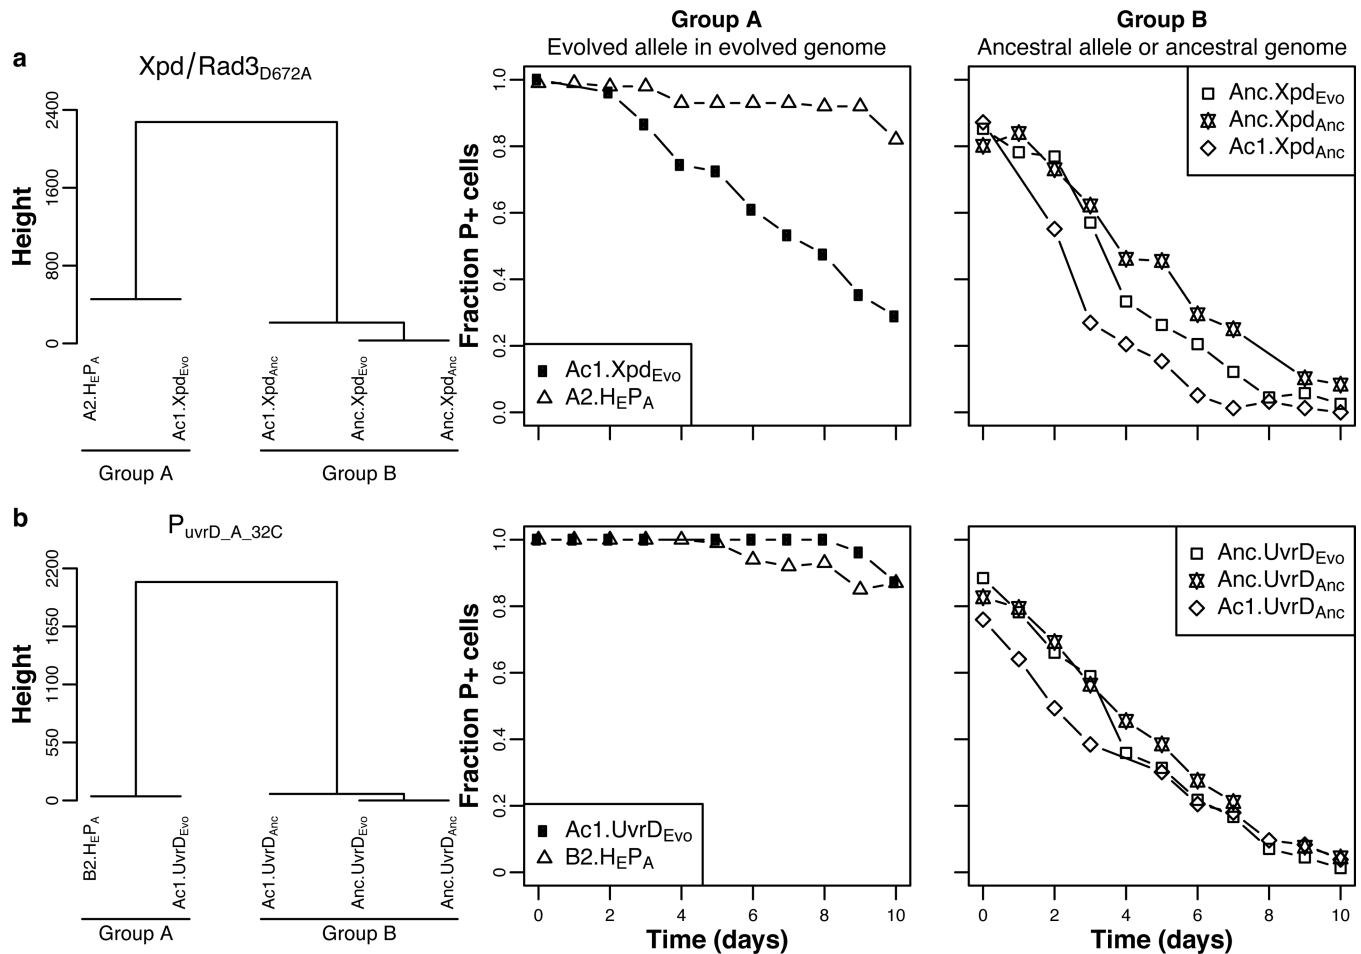 Group A
Evolved allele in evolved genome
Group B
Ancestral allele or ancestral genome
a
Xpd/Rad3D672A
Height
2400
1600
800
0
A2.HEPA
Ac1.XpdEvo
Ac1.XpdAnc
Anc.XpdEvo
Anc.XpdAnc
Group A
Group B
Fraction P+ cells
1.0
0.8
0.6
0.4
0.2
0.0
Ac1.XpdEvo
A2.HEPA
Anc.XpdEvo
Anc.XpdAnc
Ac1.XpdAnc
b
PuvrD_A_32C
Height
2200
1650
1100
550
0
B2.HEPA
Ac1.UvrDEvo
Ac1.UvrDAnc
Anc.UvrDEvo
Anc.UvrDAnc
Group A
Group B
Fraction P+ cells
1.0
0.8
0.6
0.4
0.2
0
Ac1.UvrDEvo
B2.HEPA
0 2 4 6 8 10
Time (days)
Anc.UvrDEvo
Anc.UvrDAnc
Ac1.UvrDAnc
0 2 4 6 8 10
Time (days)